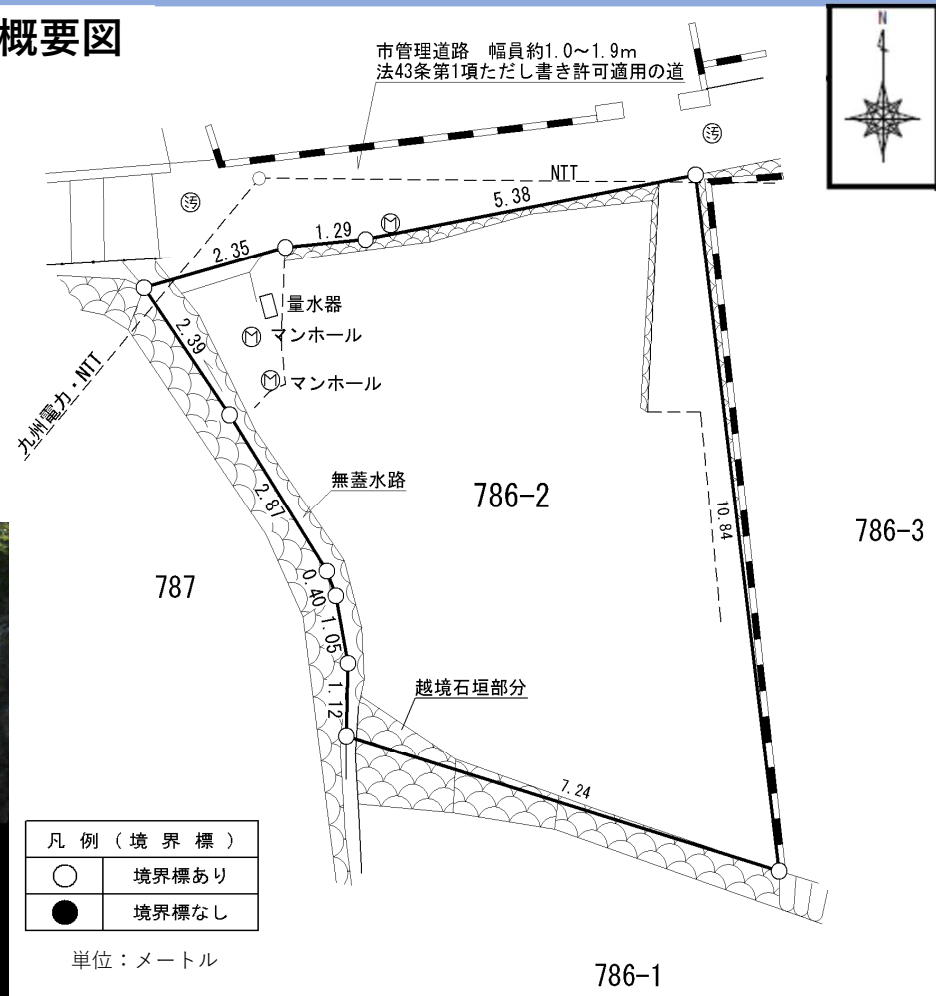 概要図
N
市管理道路 幅員約1.0~1.9m
法43条第1項ただし書き許可適用の道
汚
NTT
汚
5.38
1.29
M
2.35
量水器
M マンホール
M マンホール
2.39
九州電力・NTT
無蓋水路
2.87
786-2
10.84
786-3
787
0.40
1.05
1.12
越境石垣部分
7.24
凡例(境界標)
○ 境界標あり
● 境界標なし
単位:メートル
786-1